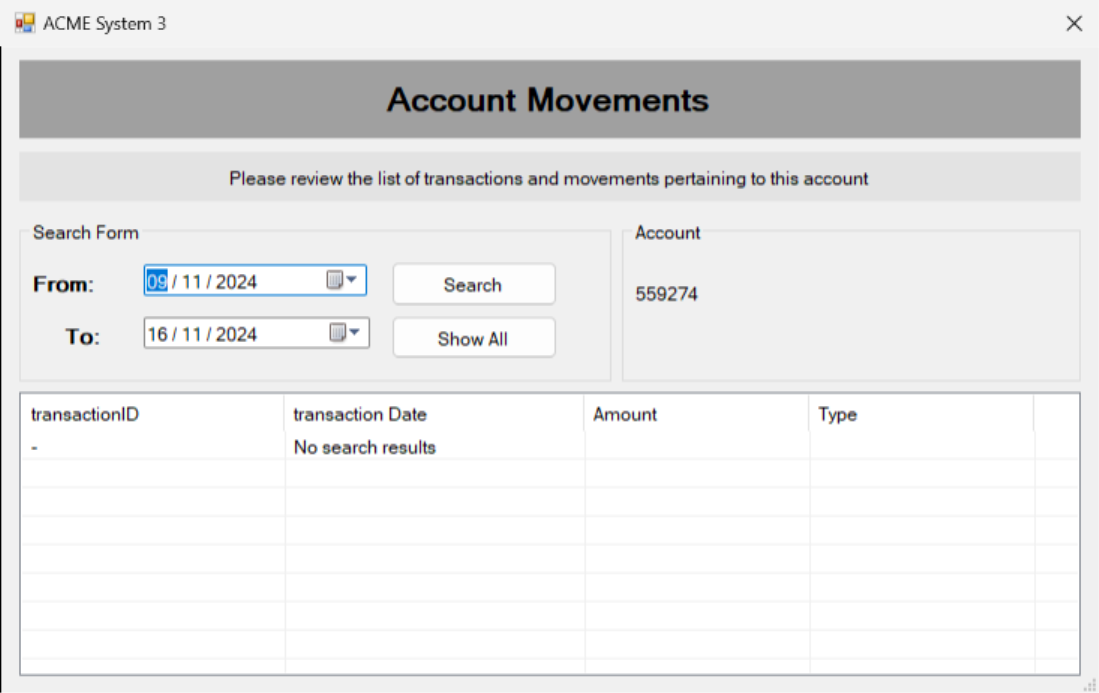 ACME System 3
Account Movements
Please review the list of transactions and movements pertaining to this account
Search Form
From: 09 / 11 / 2024 Search
To: 16 / 11 / 2024 Show All
Account
559274
transactionID transaction Date Amount Type
- No search results